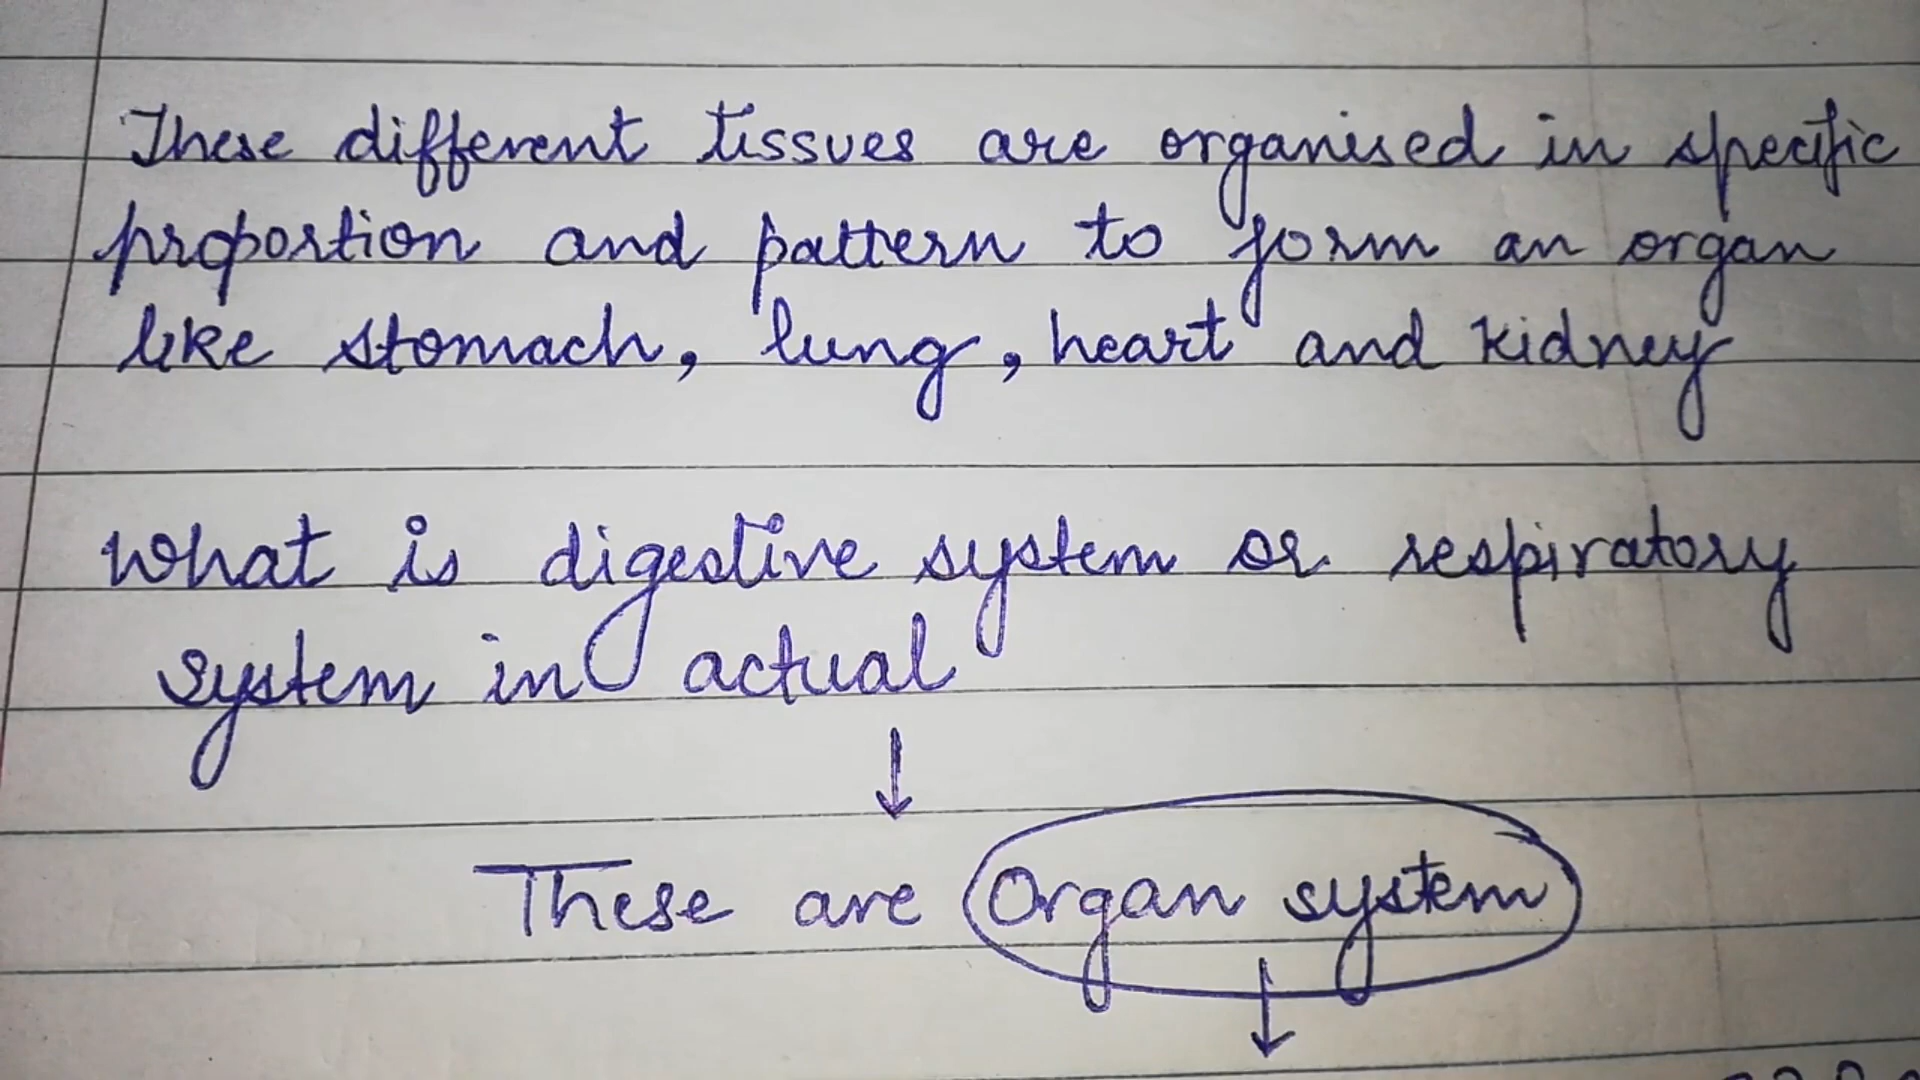 These different tissues are organised in specific
proportion and pattern to form an organ
like stomach, lung, heart and kidney
What is digestive system or respiratory
system in actual
↓
These are Organ system
↓